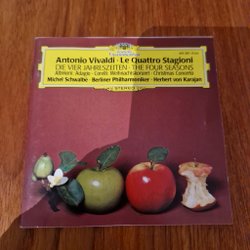 Antonio Vivaldi · Le Quattro Stagioni
DIE VIER JAHRESZEITEN · THE FOUR SEASONS
Albinoni: Adagio · Corelli: Weihnachtskonzert · Christmas Concerto
Michel Schwalbé · Berliner Philharmoniker · Herbert von Karajan
STEREO